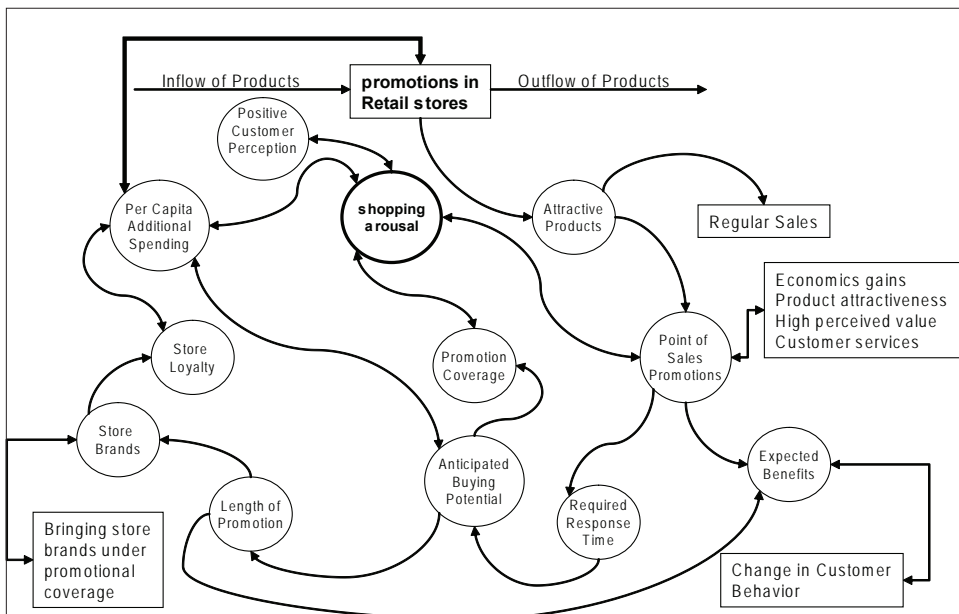 Inflow of Products
promotions in
Retail stores
Outflow of Products
Positive
Customer
Perception
Per Capita
Additional
Spending
shopping
arousal
Attractive
Products
Regular Sales
Economics gains
Product attractiveness
High perceived value
Customer services
Store
Loyalty
Promotion
Coverage
Point of
Sales
Promotions
Store
Brands
Anticipated
Buying
Potential
Expected
Benefits
Length of
Promotion
Required
Response
Time
Bringing store
brands under
promotional
coverage
Change in Customer
Behavior